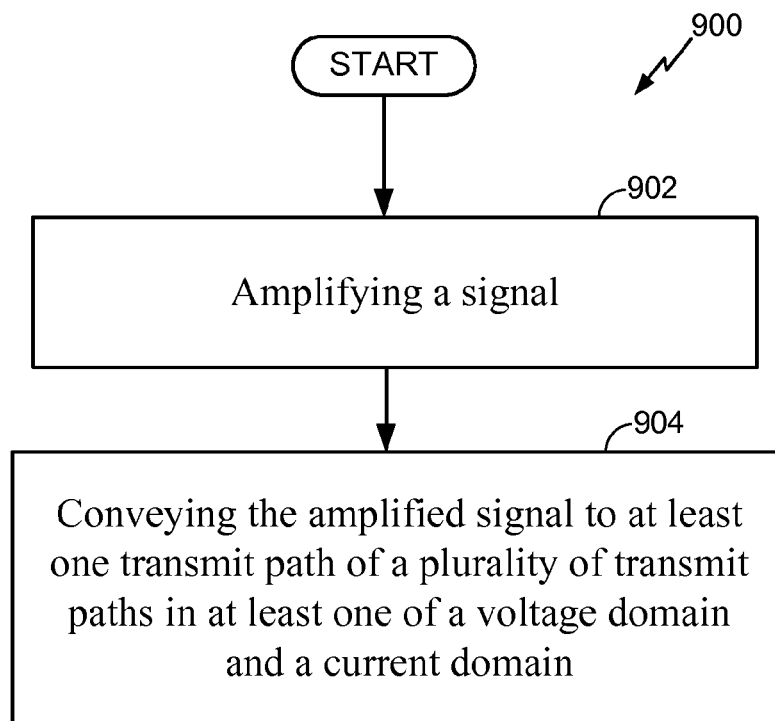 900
START
902
Amplifying a signal
904
Conveying the amplified signal to at least
one transmit path of a plurality of transmit
paths in at least one of a voltage domain
and a current domain